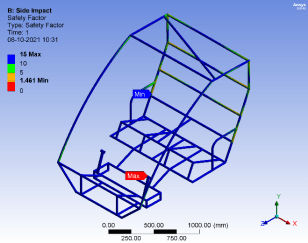 B: Side Impact
Safety Factor
Type: Safety Factor
Time: 1
08-10-2021 10:31
15 Max
10
5
1.461 Min
0
Ansys
Min
Max
0.00 500.00 1000.00 (mm)
250.00 750.00
Y
Z X